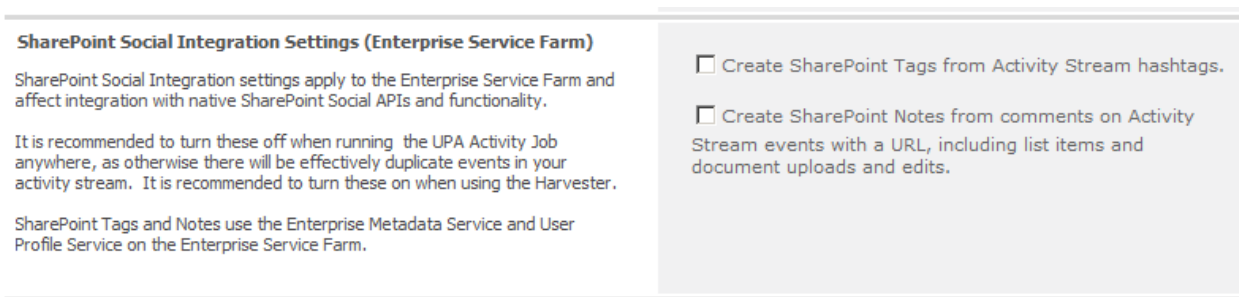 SharePoint Social Integration Settings (Enterprise Service Farm)
SharePoint Social Integration settings apply to the Enterprise Service Farm and
affect integration with native SharePoint Social APIs and functionality.
It is recommended to turn these off when running  the UPA Activity Job
anywhere, as otherwise there will be effectively duplicate events in your
activity stream.  It is recommended to turn these on when using the Harvester.
SharePoint Tags and Notes use the Enterprise Metadata Service and User
Profile Service on the Enterprise Service Farm.
Create SharePoint Tags from Activity Stream hashtags.
Create SharePoint Notes from comments on Activity
Stream events with a URL, including list items and
document uploads and edits.